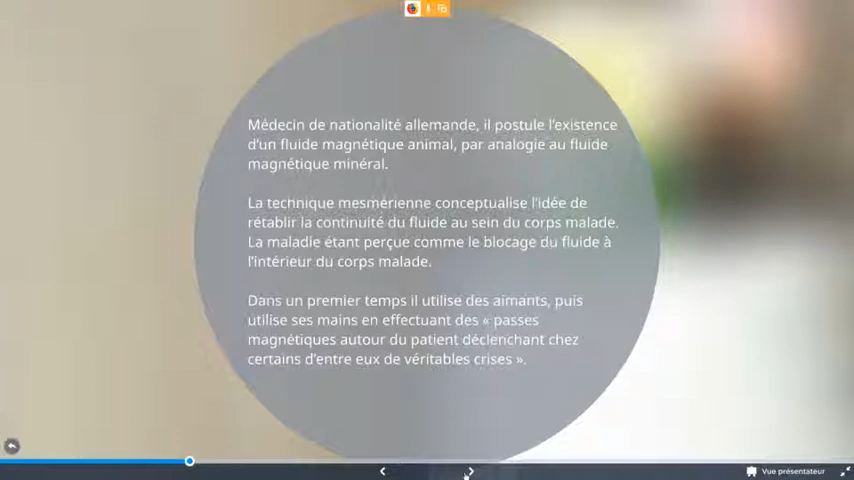 Médecin de nationalité allemande, il postule l'existence
d'un fluide magnétique animal, par analogie au fluide
magnétique minéral.
La technique mesmérienne conceptualise l'idée de
rétablir la continuité du fluide au sein du corps malade.
La maladie étant perçue comme le blocage du fluide à
l'intérieur du corps malade.
Dans un premier temps il utilise des aimants, puis
utilise ses mains en effectuant des « passes
magnétiques autour du patient déclenchant chez
certains d'entre eux de véritables crises ».
Vue présentateur